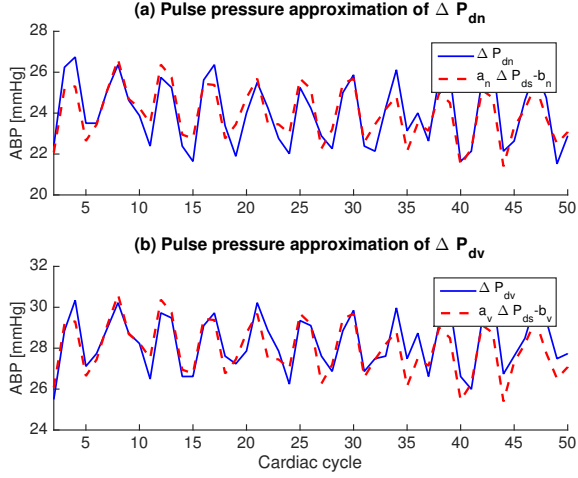 (a) Pulse pressure approximation of Δ P_dn
ABP [mmHg]
28
26
24
22
20
Δ P_dn
a_n Δ P_ds-b_n
5 10 15 20 25 30 35 40 45 50
(b) Pulse pressure approximation of Δ P_dv
ABP [mmHg]
32
30
28
26
24
Δ P_dv
a_v Δ P_ds-b_v
5 10 15 20 25 30 35 40 45 50
Cardiac cycle